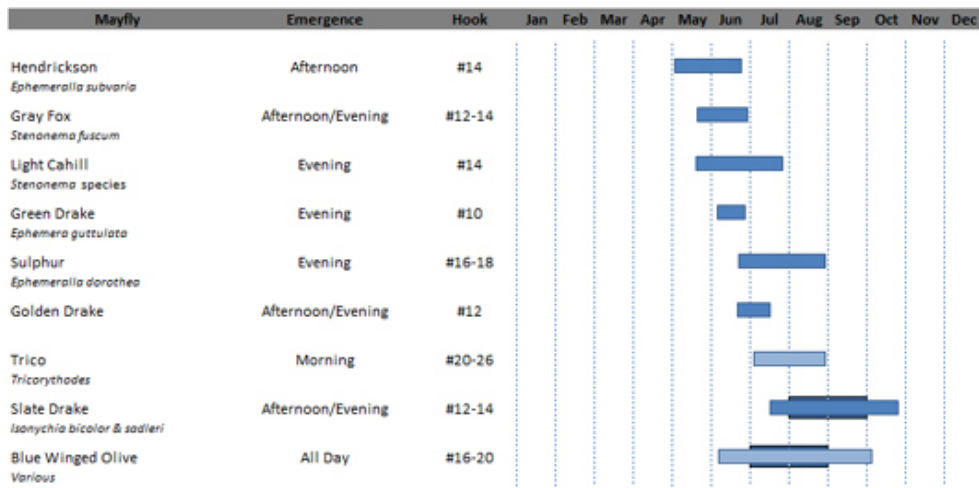 Mayfly Emergence Hook Jan Feb Mar Apr May Jun Jul Aug Sep Oct Nov Dec
Hendrickson Afternoon #14
Ephemeralla subvaria
Gray Fox Afternoon/Evening #12-14
Stenonema fuscum
Light Cahill Evening #14
Stenonema species
Green Drake Evening #10
Ephemera guttulata
Sulphur Evening #16-18
Ephemeralla dorothea
Golden Drake Afternoon/Evening #12
Trico Morning #20-26
Tricorythodes
Slate Drake Afternoon/Evening #12-14
Isonychia bicolor & sadleri
Blue Winged Olive All Day #16-20
Various